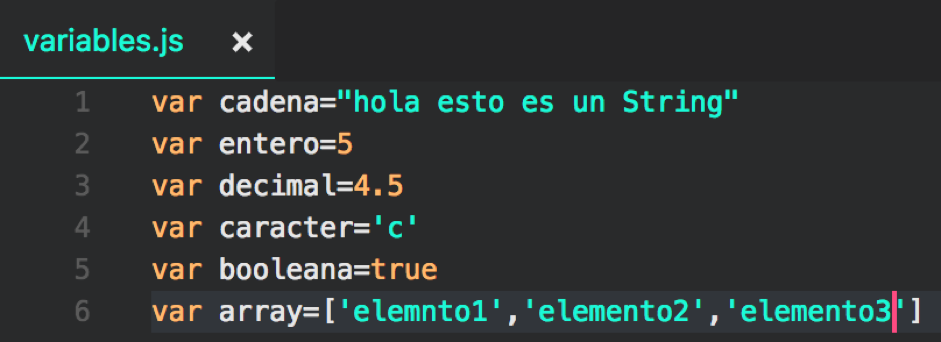 variables.js ×
1 var cadena="hola esto es un String"
2 var entero=5
3 var decimal=4.5
4 var caracter='c'
5 var booleana=true
6 var array=['elemnto1','elemento2','elemento3']